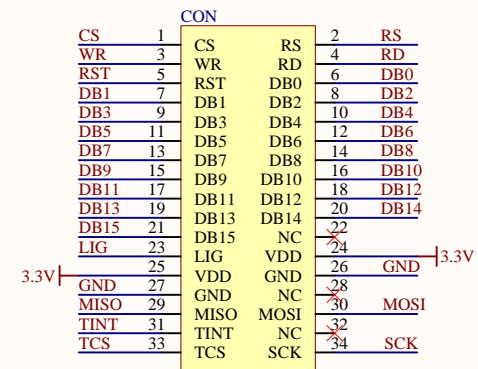 CON
CS 1 CS RS 2 RS
WR 3 WR RD 4 RD
RST 5 RST DB0 6 DB0
DB1 7 DB1 DB2 8 DB2
DB3 9 DB3 DB4 10 DB4
DB5 11 DB5 DB6 12 DB6
DB7 13 DB7 DB8 14 DB8
DB9 15 DB9 DB10 16 DB10
DB11 17 DB11 DB12 18 DB12
DB13 19 DB13 DB14 20 DB14
DB15 21 DB15 NC 22
LIG 23 LIG VDD 24 3.3V
3.3V 25 VDD GND 26 GND
GND 27 GND NC 28
MISO 29 MISO MOSI 30 MOSI
TINT 31 TINT NC 32
TCS 33 TCS SCK 34 SCK